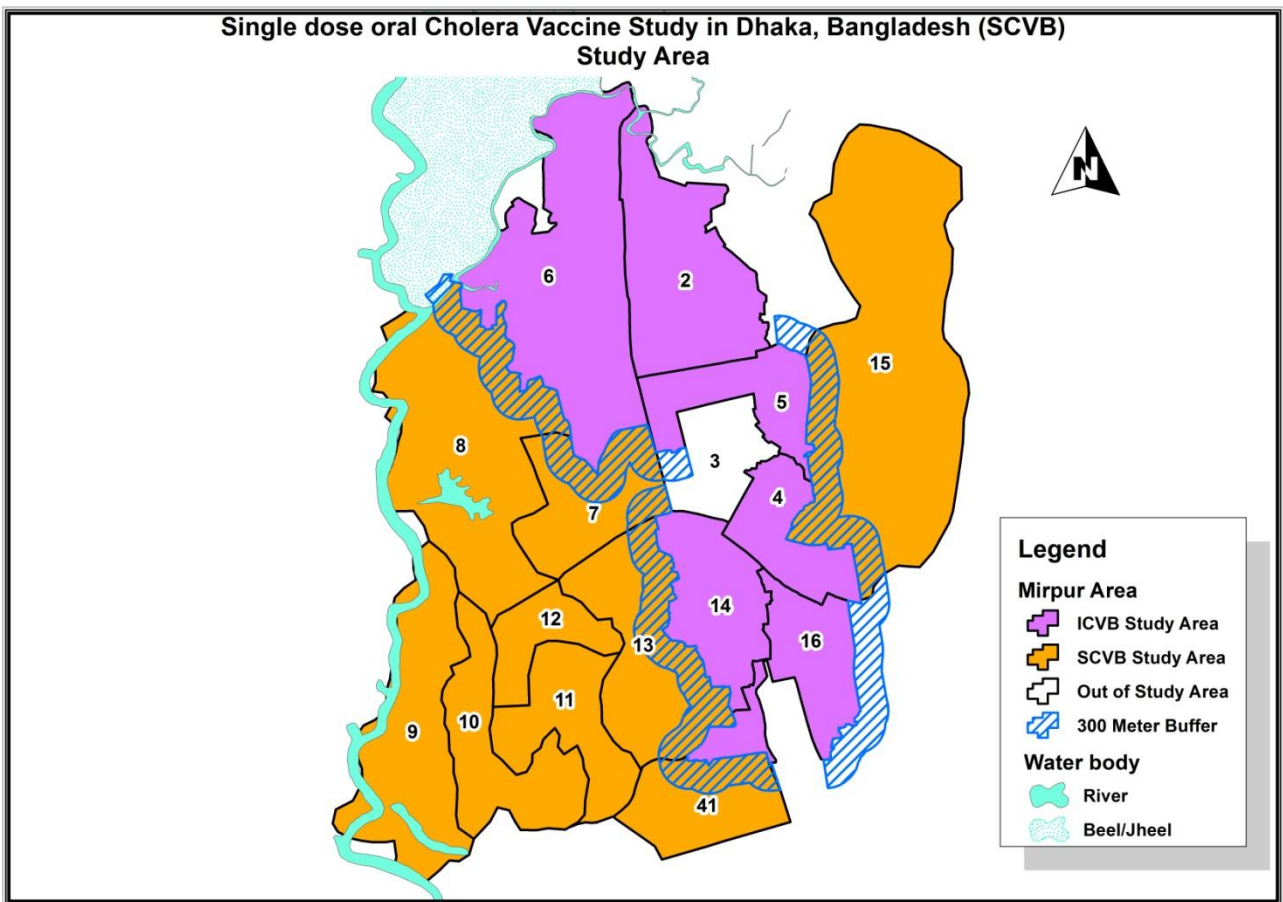 Single dose oral Cholera Vaccine Study in Dhaka, Bangladesh (SCVB)
Study Area
N
6
2
15
5
8
3
4
7
14
12
13
16
11
10
9
41
Legend
Mirpur Area
ICVB Study Area
SCVB Study Area
Out of Study Area
300 Meter Buffer
Water body
River
Beel/Jheel